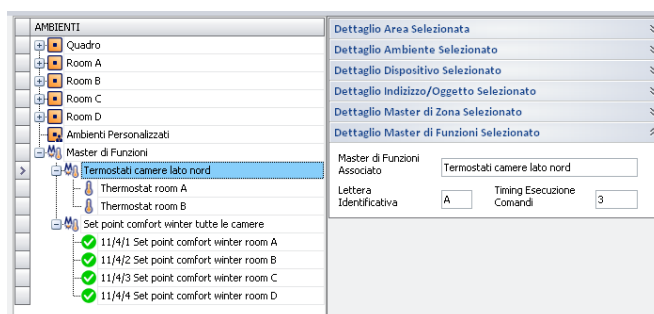 AMBIENTI
Quadro
Room A
Room B
Room C
Room D
Ambienti Personalizzati
Master di Funzioni
Termostati camere lato nord
Thermostat room A
Thermostat room B
Set point comfort winter tutte le camere
11/4/1 Set point comfort winter room A
11/4/2 Set point comfort winter room B
11/4/3 Set point comfort winter room C
11/4/4 Set point comfort winter room D
Dettaglio Area Selezionata
Dettaglio Ambiente Selezionato
Dettaglio Dispositivo Selezionato
Dettaglio Indizizzo/Oggetto Selezionato
Dettaglio Master di Zona Selezionato
Dettaglio Master di Funzioni Selezionato
Master di Funzioni
Associato
Termostati camere lato nord
Lettera
Identificativa
A
Timing Esecuzione
Comandi
3